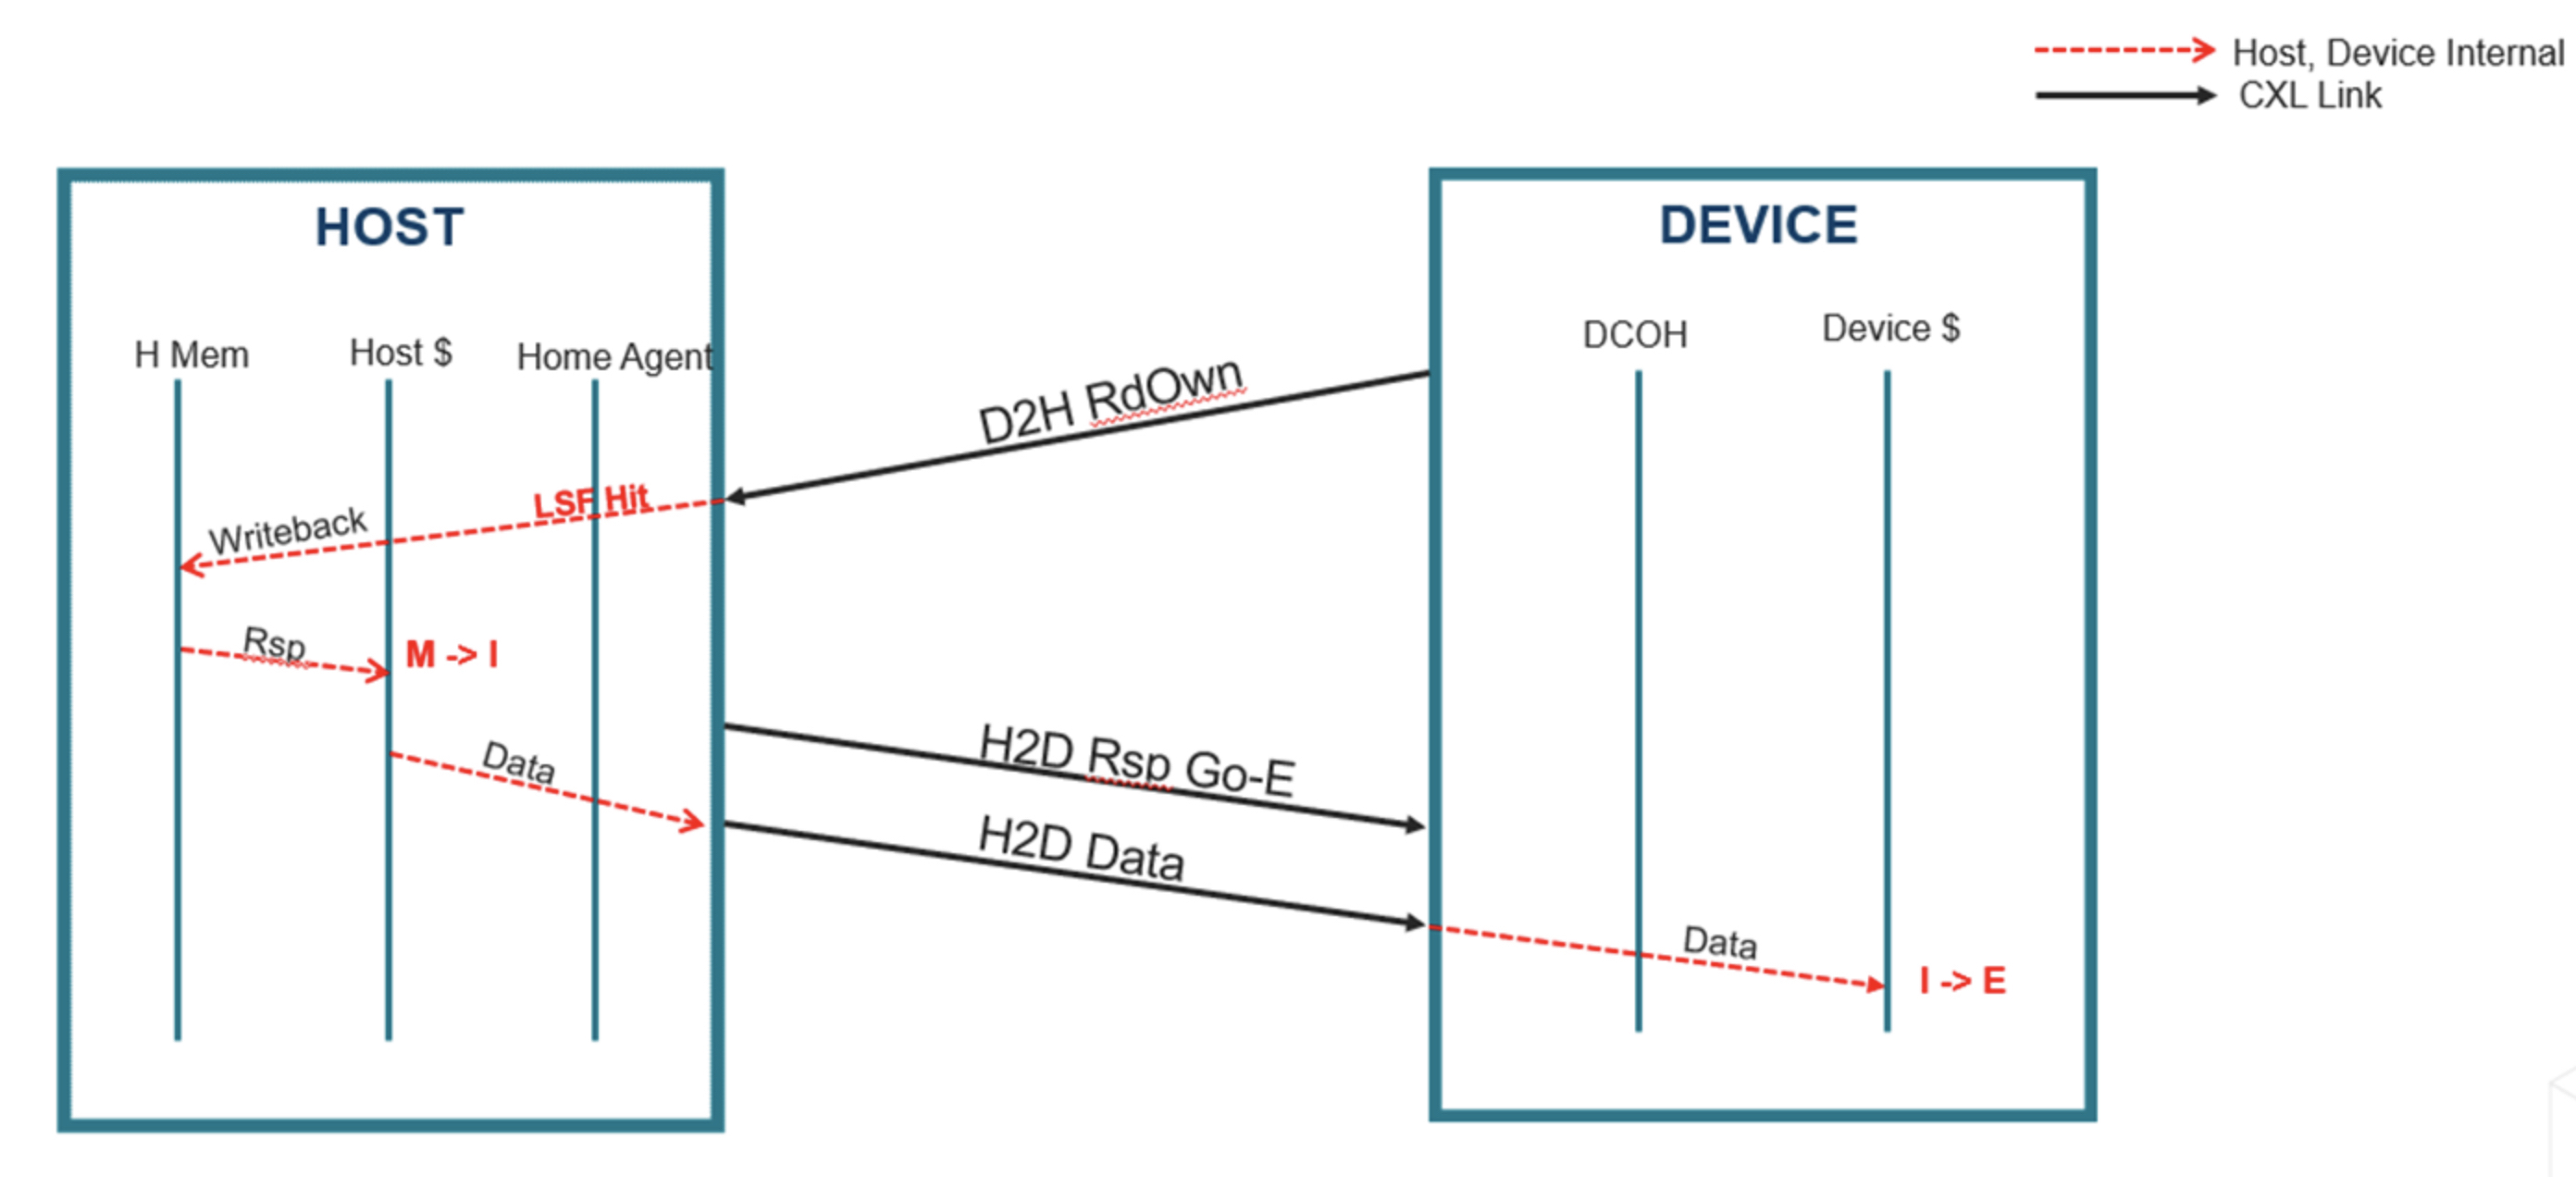 Host, Device Internal
CXL Link
HOST
DEVICE
H Mem
Host $
Home Agent
DCOH
Device $
D2H RdOwn
LSF Hit
Writeback
Rsp
M -> I
H2D Rsp Go-E
Data
H2D Data
Data
I -> E